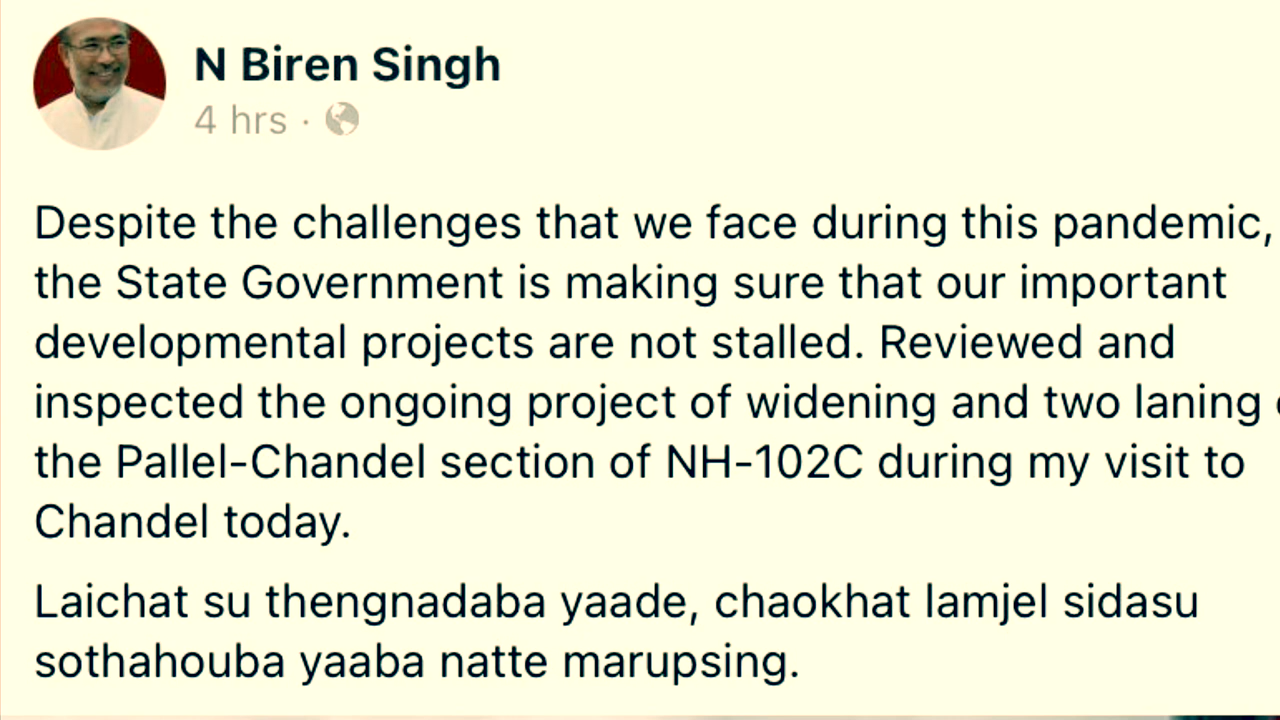 N Biren Singh
4 hrs ·
Despite the challenges that we face during this pandemic,
the State Government is making sure that our important
developmental projects are not stalled. Reviewed and
inspected the ongoing project of widening and two laning
the Pallel-Chandel section of NH-102C during my visit to
Chandel today.
Laichat su thengnadaba yaade, chaokhat lamjel sidasu
sothahouba yaaba natte marupsing.